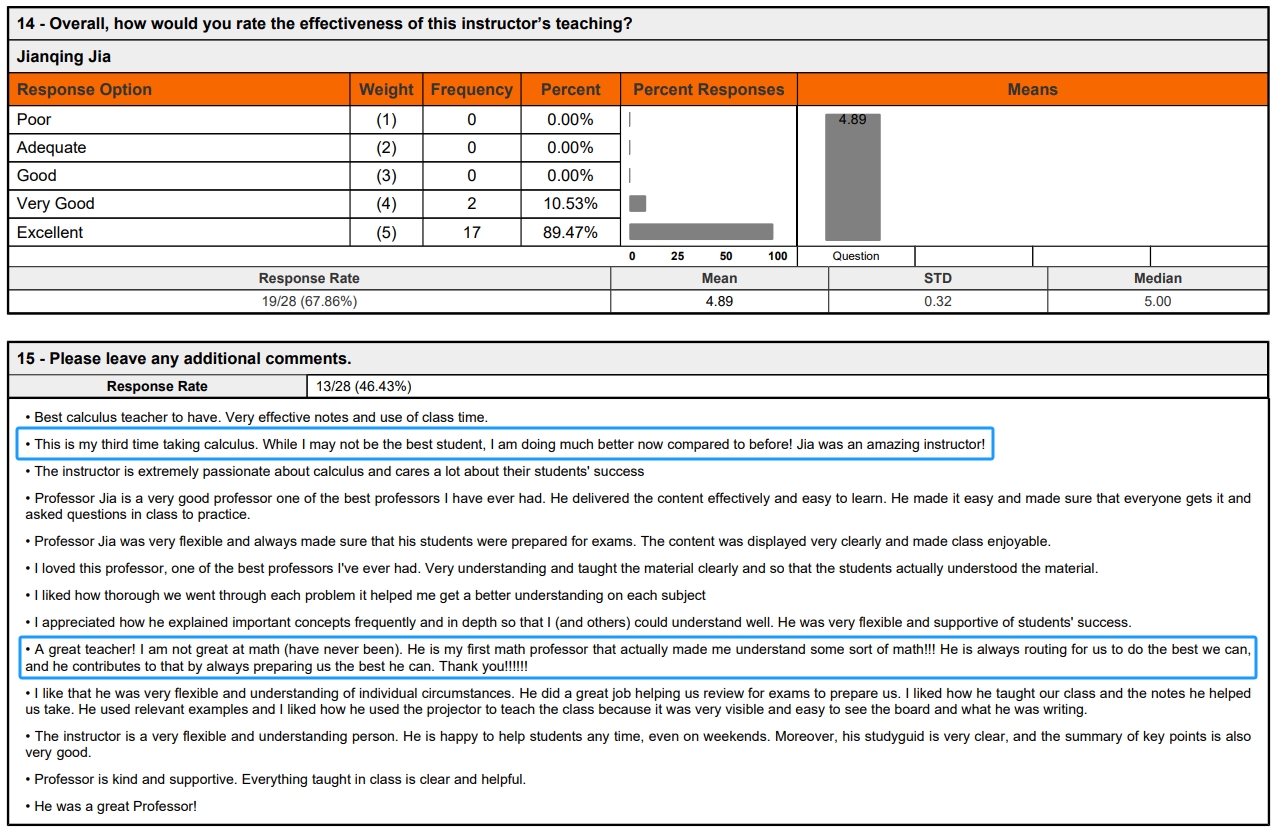 14 - Overall, how would you rate the effectiveness of this instructor’s teaching?
Jianqing Jia
Response Option Weight Frequency Percent Percent Responses Means
Poor (1) 0 0.00% 4.89
Adequate (2) 0 0.00%
Good (3) 0 0.00%
Very Good (4) 2 10.53%
Excellent (5) 17 89.47%
0 25 50 100 Question
Response Rate Mean STD Median
19/28 (67.86%) 4.89 0.32 5.00
15 - Please leave any additional comments.
Response Rate 13/28 (46.43%)
• Best calculus teacher to have. Very effective notes and use of class time.
• This is my third time taking calculus. While I may not be the best student, I am doing much better now compared to before! Jia was an amazing instructor!
• The instructor is extremely passionate about calculus and cares a lot about their students' success
• Professor Jia is a very good professor one of the best professors I have ever had. He delivered the content effectively and easy to learn. He made it easy and made sure that everyone gets it and
asked questions in class to practice.
• Professor Jia was very flexible and always made sure that his students were prepared for exams. The content was displayed very clearly and made class enjoyable.
• I loved this professor, one of the best professors I've ever had. Very understanding and taught the material clearly and so that the students actually understood the material.
• I liked how thorough we went through each problem it helped me get a better understanding on each subject
• I appreciated how he explained important concepts frequently and in depth so that I (and others) could understand well. He was very flexible and supportive of students' success.
• A great teacher! I am not great at math (have never been). He is my first math professor that actually made me understand some sort of math!!! He is always routing for us to do the best we can,
and he contributes to that by always preparing us the best he can. Thank you!!!!!!
• I like that he was very flexible and understanding of individual circumstances. He did a great job helping us review for exams to prepare us. I liked how he taught our class and the notes he helped
us take. He used relevant examples and I liked how he used the projector to teach the class because it was very visible and easy to see the board and what he was writing.
• The instructor is a very flexible and understanding person. He is happy to help students any time, even on weekends. Moreover, his studyguid is very clear, and the summary of key points is also
very good.
• Professor is kind and supportive. Everything taught in class is clear and helpful.
• He was a great Professor!